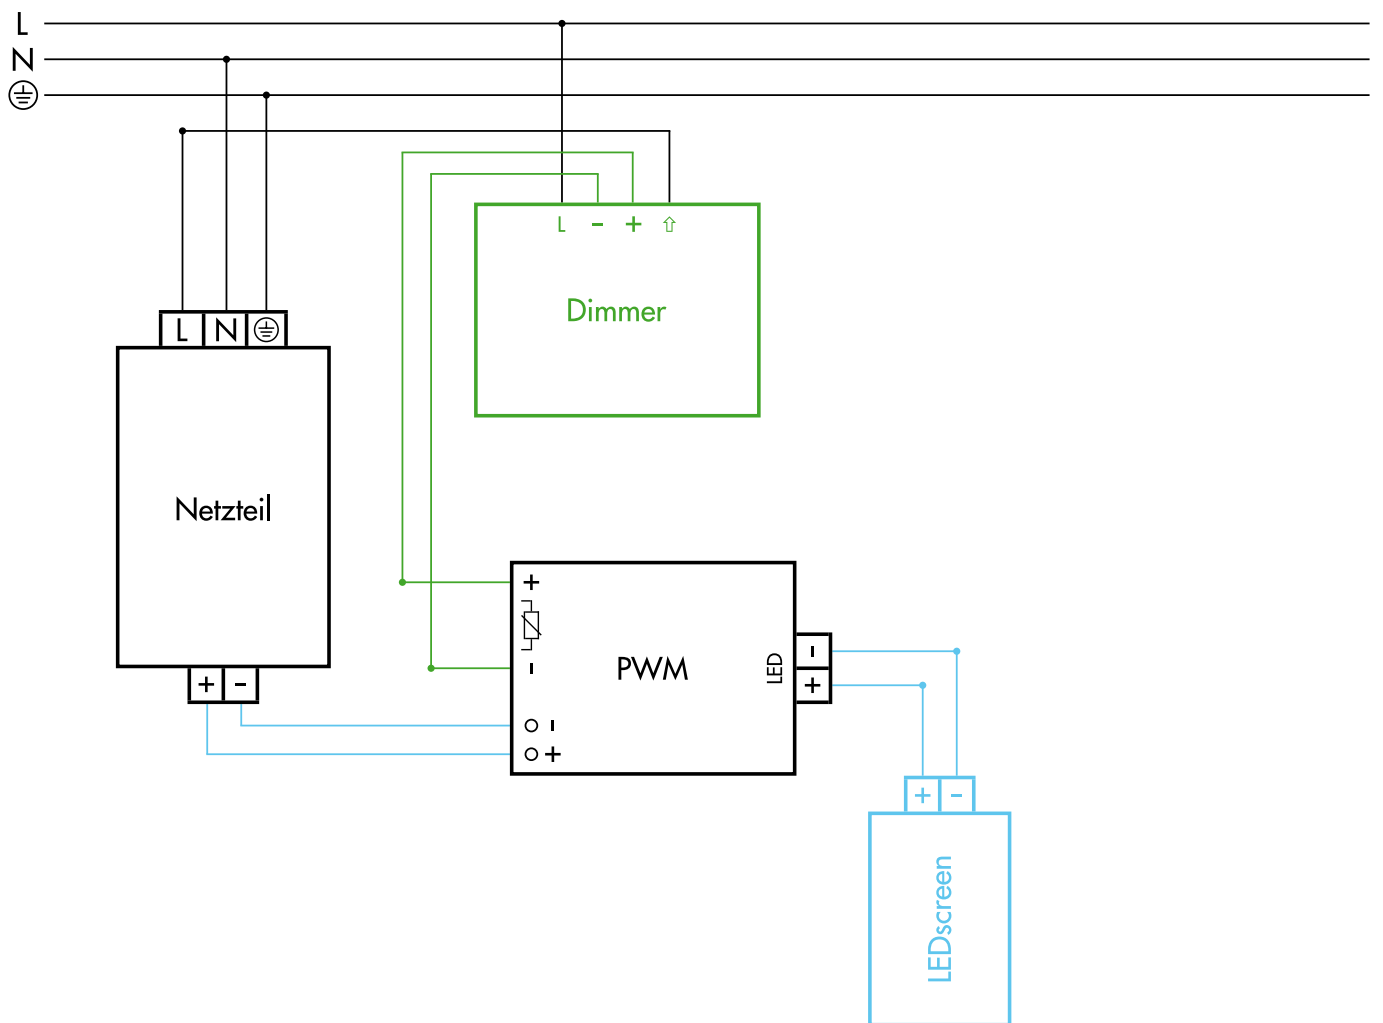 L
N
L - + ⇧
Dimmer
L N
Netzteil
+ -
+
-
PWM
LED
-
+
- 
+
+ -
LEDscreen